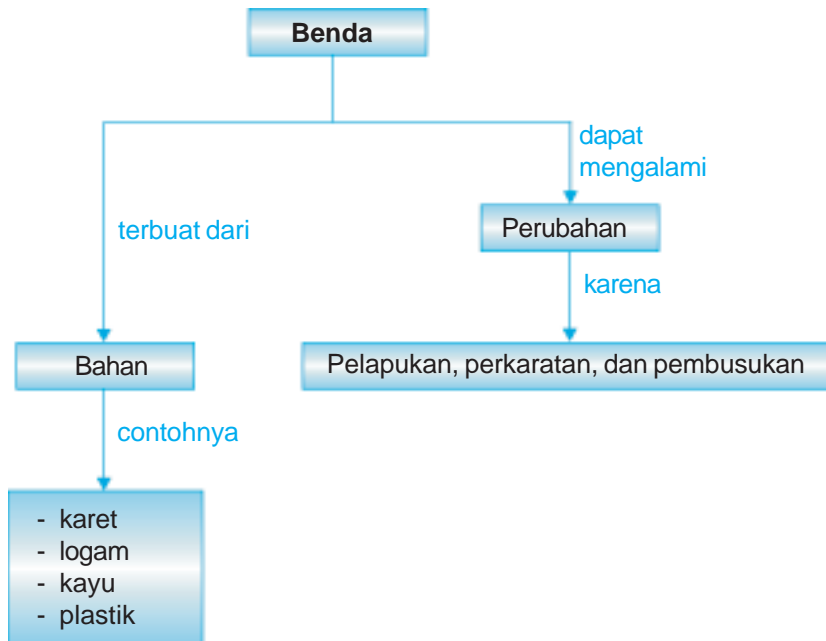 Benda
dapat
mengalami
terbuat dari
Perubahan
karena
Bahan
Pelapukan, perkaratan, dan pembusukan
contohnya
- karet
- logam
- kayu
- plastik